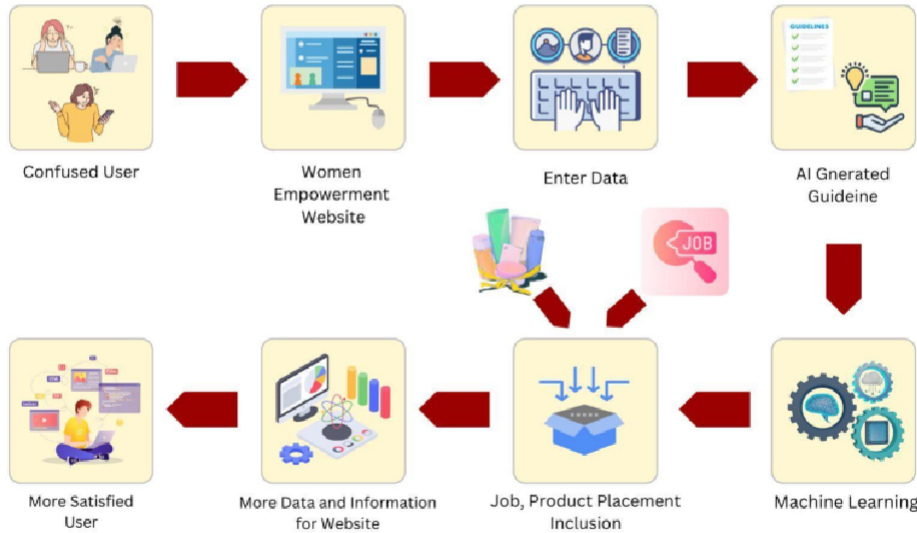 GUIDELINES
Confused User
Women
Empowerment
Website
Enter Data
AI Gnerated
Guideine
JOB
More Satisfied
User
More Data and Information
for Website
Job, Product Placement
Inclusion
Machine Learning